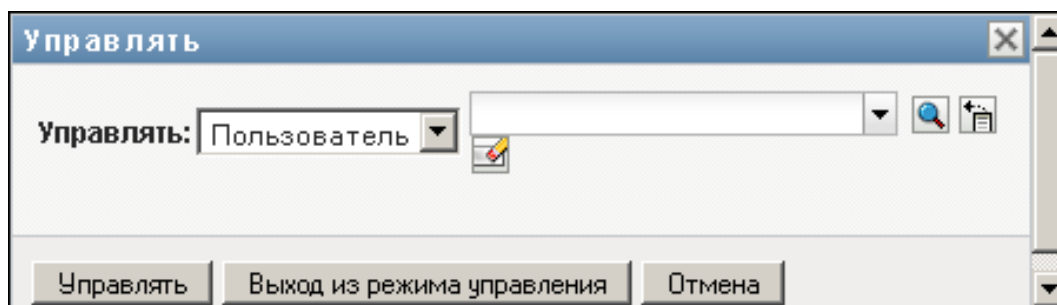 Управлять
Управлять: Пользователь
Управлять Выход из режима управления Отмена